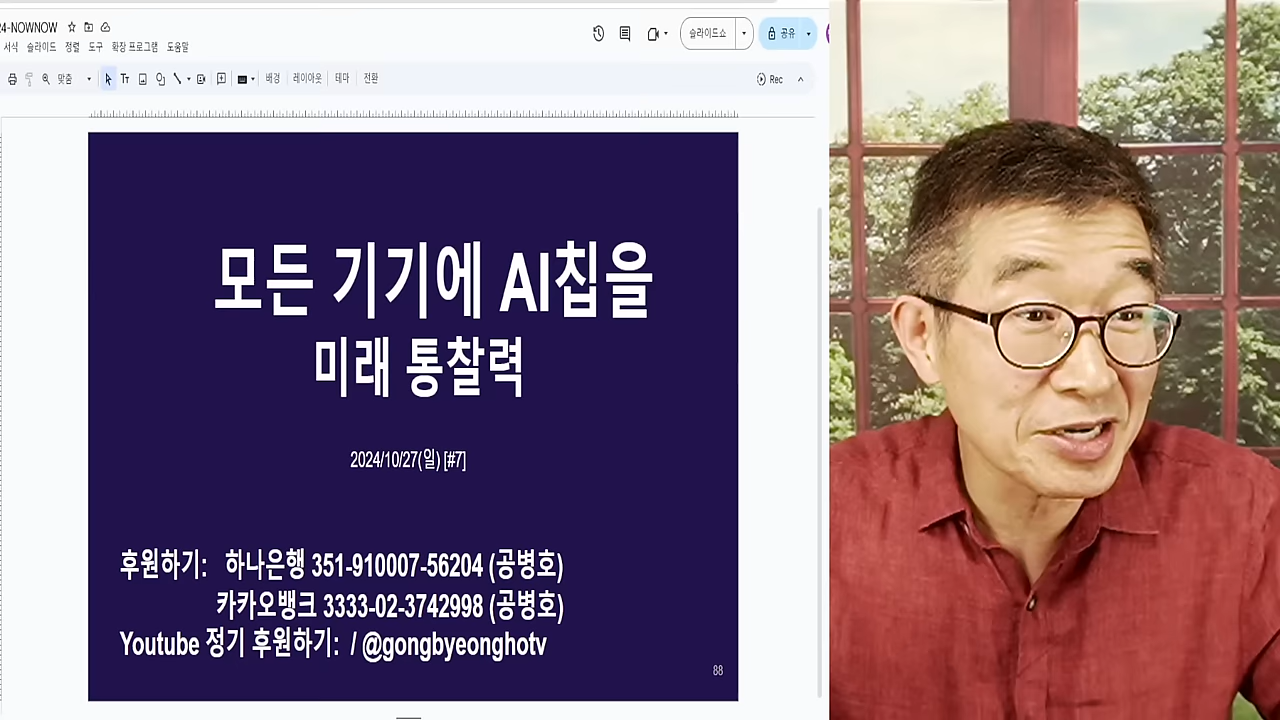 24-NOWNOW
서식 슬라이드 정렬 도구 확장 프로그램 도움말
슬라이드쇼
공유
맞춤
Tт
배경 레이아웃 테마 전환
Rec
모든 기기에 AI칩을
미래 통찰력
2024/10/27(일) [#7]
후원하기: 하나은행 351-910007-56204 (공병호)
카카오뱅크 3333-02-3742998 (공병호)
Youtube 정기 후원하기: / @gongbyeonghotv
88